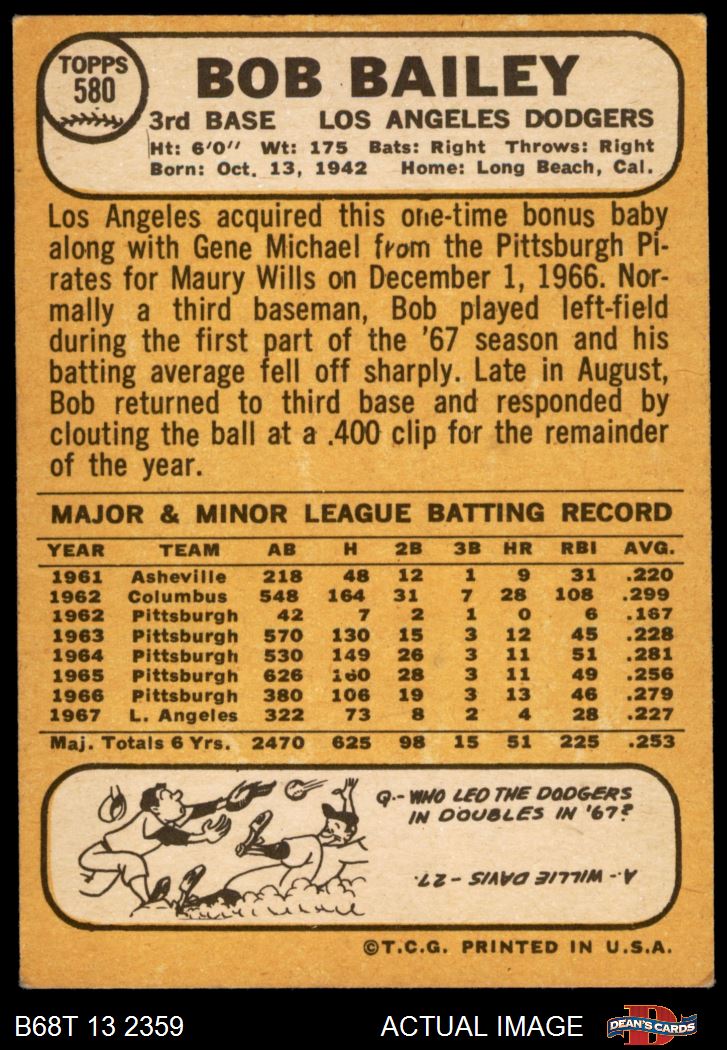 TOPPS
580
BOB BAILEY
3rd BASE LOS ANGELES DODGERS
Ht: 6'0" Wt: 175 Bats: Right Throws: Right
Born: Oct. 13, 1942 Home: Long Beach, Cal.
Los Angeles acquired this one-time bonus baby
along with Gene Michael from the Pittsburgh Pi-
rates for Maury Wills on December 1, 1966. Nor-
mally a third baseman, Bob played left-field
during the first part of the '67 season and his
batting average fell off sharply. Late in August,
Bob returned to third base and responded by
clouting the ball at a .400 clip for the remainder
of the year.
MAJOR & MINOR LEAGUE BATTING RECORD
YEAR TEAM AB H 2B 3B HR RBI AVG.
1961 Asheville 218 48 12 1 9 31 .220
1962 Columbus 548 164 31 7 28 108 .299
1962 Pittsburgh 42 7 2 1 0 6 .167
1963 Pittsburgh 570 130 15 3 12 45 .228
1964 Pittsburgh 530 149 26 3 11 51 .281
1965 Pittsburgh 626 160 28 3 11 49 .256
1966 Pittsburgh 380 106 19 3 13 46 .279
1967 L. Angeles 322 73 8 2 4 28 .227
Maj. Totals 6 Yrs. 2470 625 98 15 51 225 .253
Q.- WHO LED THE DODGERS
IN DOUBLES IN '67?
A.- WILLIE DAVIS - 27.
©T.C.G. PRINTED IN U.S.A.
B68T 13 2359 ACTUAL IMAGE DEAN'S CARDS